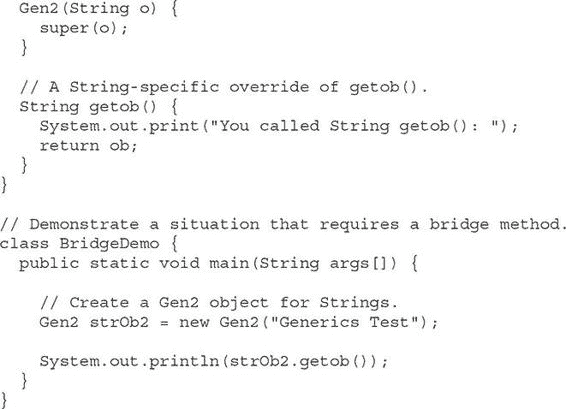 Gen2(String o) {
super(o);
}
// A String-specific override of getob().
String getob() {
System.out.print("You called String getob(): ");
return ob;
}
}
// Demonstrate a situation that requires a bridge method.
class BridgeDemo {
public static void main(String args[]) {
// Create a Gen2 object for Strings.
Gen2 strOb2 = new Gen2("Generics Test");
System.out.println(strOb2.getob());
}
}